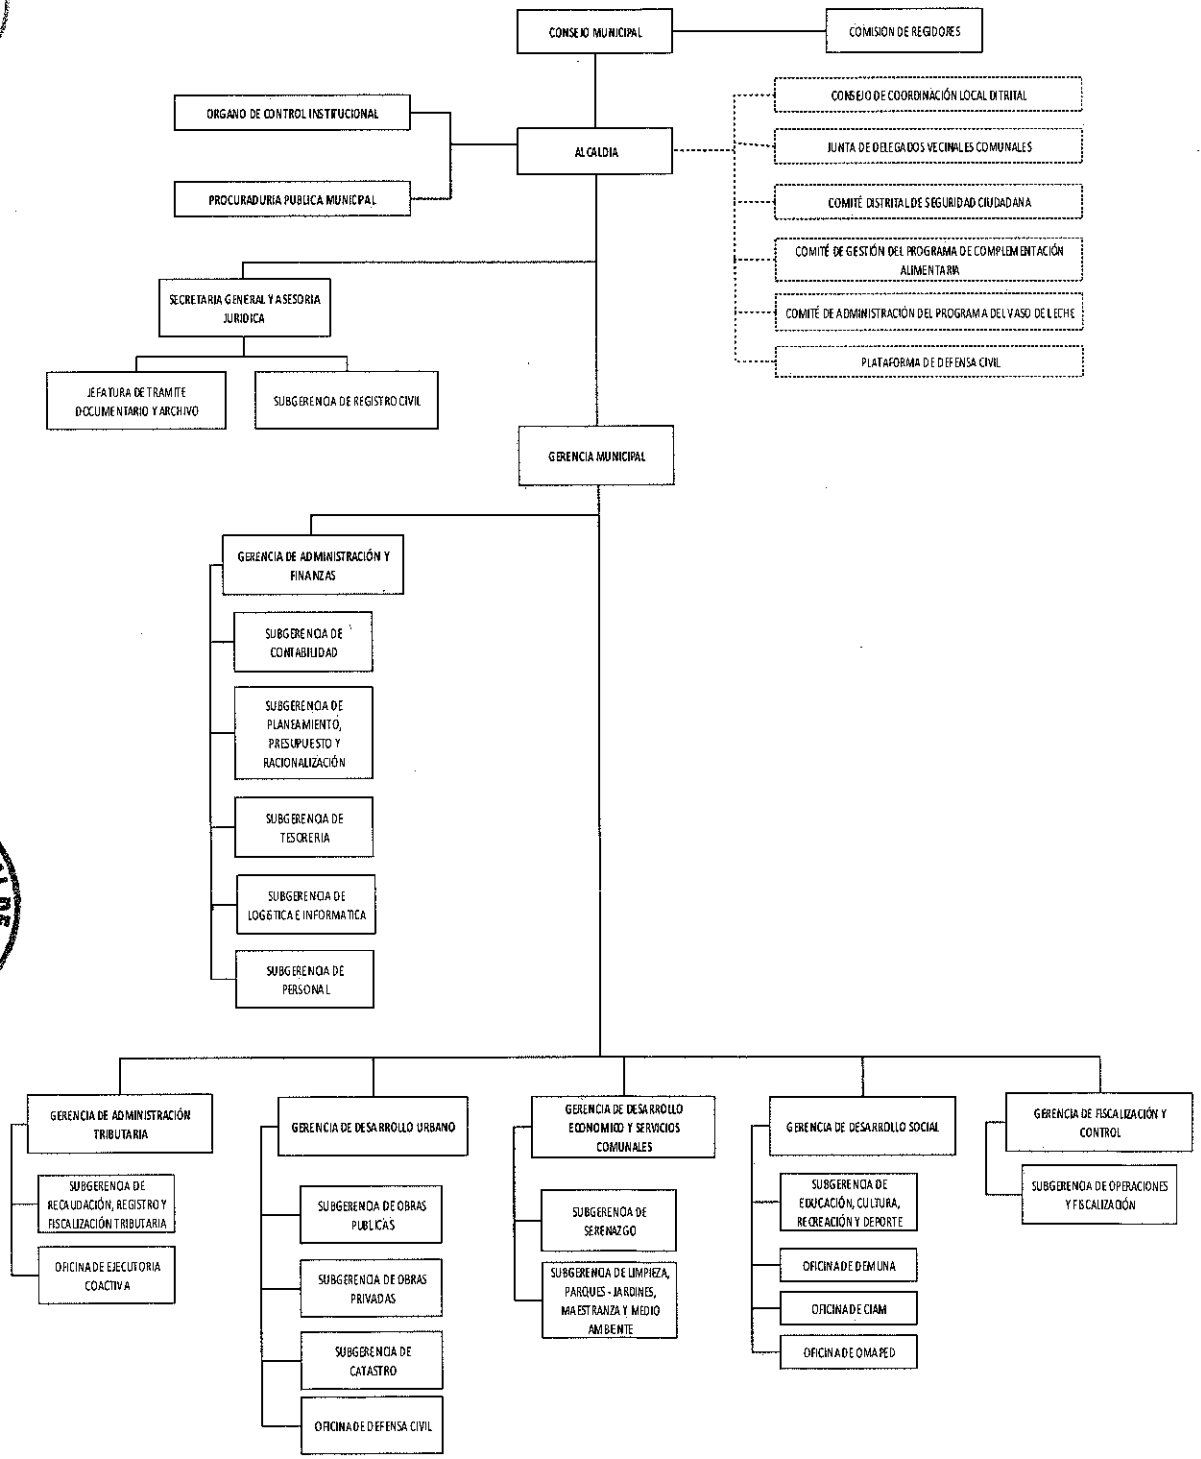 CONSEJO MUNICIPAL
COMISION DE REGIDORES
CONSEJO DE COORDINACIÓN LOCAL DITRITAL
ORGANO DE CONTROL INSTITUCIONAL
ALCALDIA
JUNTA DE DELEGADOS VECINALES COMUNALES
PROCURADURIA PUBLICA MUNICPAL
COMITÉ DISTRITAL DE SEGURIDAD CIUDADANA
COMITÉ DE GESTIÓN DEL PROGRAMA DE COMPLEMENTACIÓN
ALIMENTARIA
SECRETARIA GENERAL Y ASESORIA
JURIDICA
COMITÉ DE ADMINISTRACIÓN DEL PROGRAMA DEL VASO DE LECHE
PLATAFORMA DE DEFENSA CIVIL
JEFATURA DE TRAMITE
DOCUMENTARIO Y ARCHIVO
SUBGERENCIA DE REGISTRO CIVIL
GERENCIA MUNICIPAL
GERENCIA DE ADMINISTRACIÓN Y
FINANZAS
SUBGERENCIA DE
CONTABILIDAD
SUBGERENCIA DE
PLANEAMIENTO,
PRESUPUESTO Y
RACIONALIZACIÓN
SUBGERENCIA DE
TESORERIA
SUBGERENCIA DE
LOGISTICA E INFORMATICA
SUBGERENCIA DE
PERSONAL
GERENCIA DE ADMINISTRACIÓN
TRIBUTARIA
SUBGERENCIA DE
RECAUDACIÓN, REGISTRO Y
FISCALIZACIÓN TRIBUTARIA
OFICINA DE EJECUTORIA
COACTIVA
GERENCIA DE DESARROLLO URBANO
SUBGERENCIA DE OBRAS
PUBLICAS
SUBGERENCIA DE OBRAS
PRIVADAS
SUBGERENCIA DE
CATASTRO
OFICINA DE DEFENSA CIVIL
GERENCIA DE DESARROLLO
ECONOMICO Y SERVICIOS
COMUNALES
SUBGERENCIA DE
SERENAZGO
SUBGERENCIA DE LIMPIEZA,
PARQUES - JARDINES,
MAESTRANZA Y MEDIO
AMBIENTE
GERENCIA DE DESARROLLO SOCIAL
SUBGERENCIA DE
EDUCACIÓN, CULTURA,
RECREACIÓN Y DEPORTE
OFICINA DE DEMUNA
OFICINA DE CIAM
OFICINA DE OMAPED
GERENCIA DE FISCALIZACIÓN Y
CONTROL
SUBGERENCIA DE OPERACIONES
Y FISCALIZACIÓN